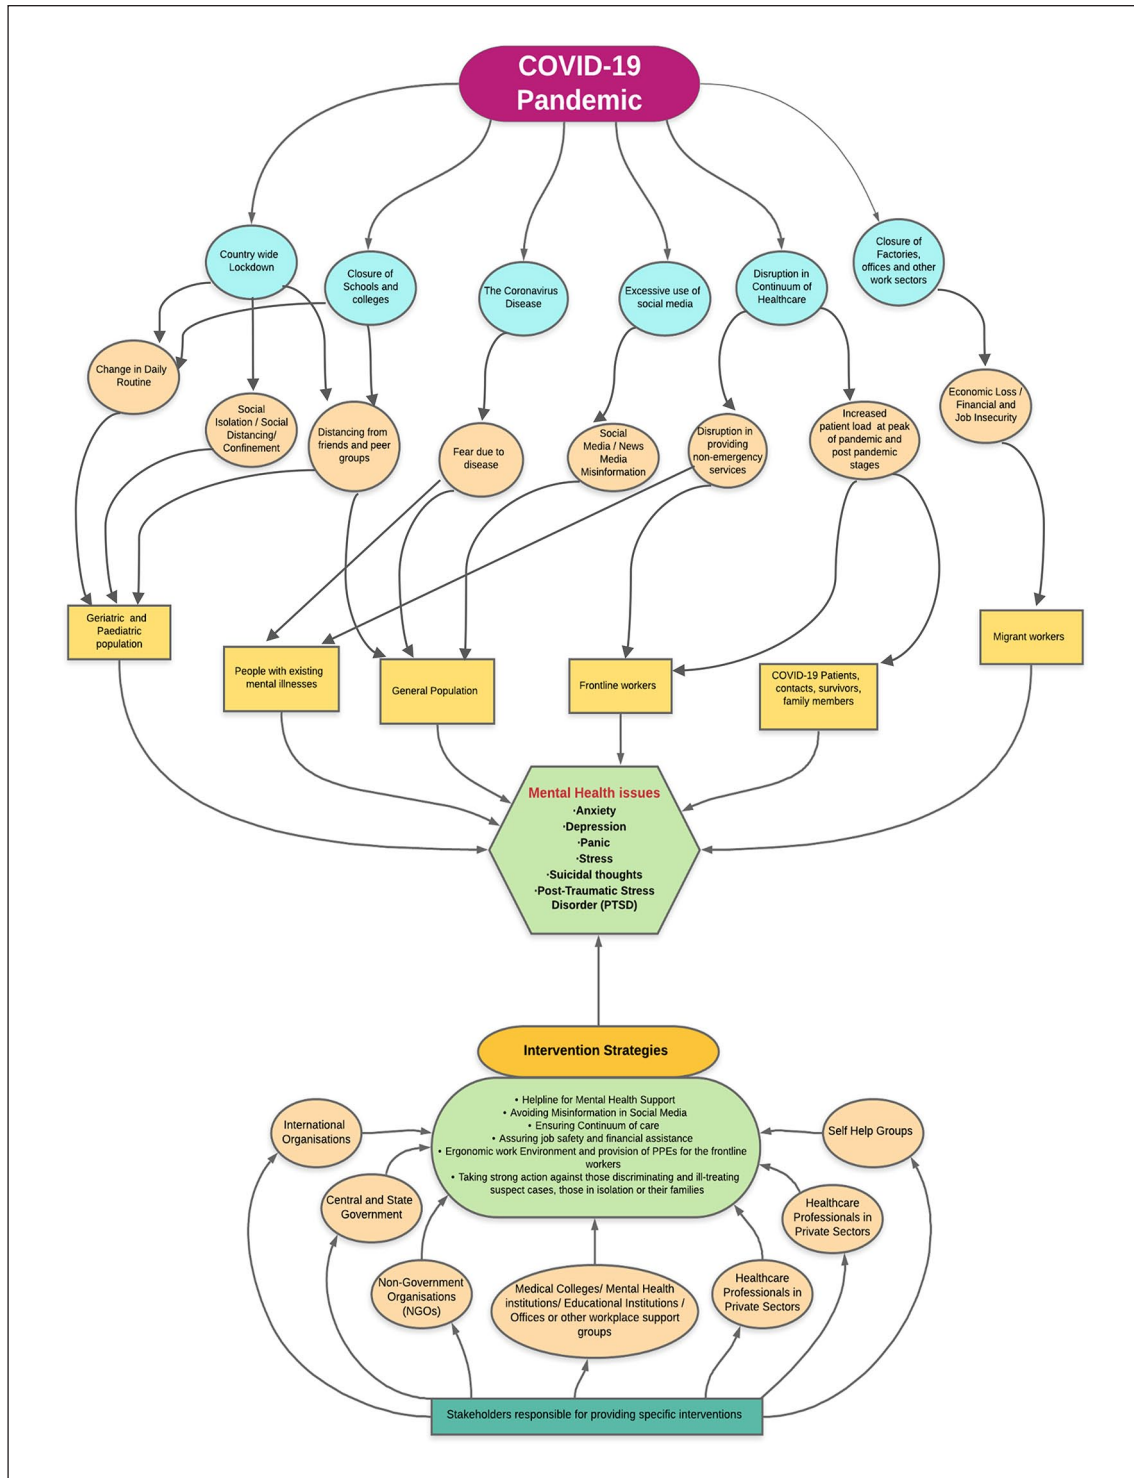 COVID-19
Pandemic
Country wide
Lockdown
Closure of
Schools and
colleges
The Coronavirus
Disease
Excessive use of
social media
Disruption in
Continuum of
Healthcare
Closure of
Factories,
offices and other
work sectors
Change in Daily
Routine
Social
Isolation / Social
Distancing/
Confinement
Distancing from
friends and peer
groups
Fear due to
disease
Social
Media / News
Media
Misinformation
Disruption in
providing
non-emergency
services
Increased
patient load at peak
of pandemic and
post pandemic
stages
Economic Loss /
Financial and
Job Insecurity
Geriatric and
Paediatric
population
People with existing
mental illnesses
General Population
Frontline workers
COVID-19 Patients,
contacts, survivors,
family members
Migrant workers
Mental Health issues
·Anxiety
·Depression
·Panic
·Stress
·Suicidal thoughts
·Post-Traumatic Stress
Disorder (PTSD)
Intervention Strategies
• Helpline for Mental Health Support
• Avoiding Misinformation in Social Media
• Ensuring Continuum of care
• Assuring job safety and financial assistance
• Ergonomic work Environment and provision of PPEs for the frontline
workers
• Taking strong action against those discriminating and ill-treating
suspect cases, those in isolation or their families
International
Organisations
Central and State
Government
Non-Government
Organisations
(NGOs)
Medical Colleges/ Mental Health
institutions/ Educational Institutions /
Offices or other workplace support
groups
Healthcare
Professionals in
Private Sectors
Healthcare
Professionals in
Private Sectors
Self Help Groups
Stakeholders responsible for providing specific interventions